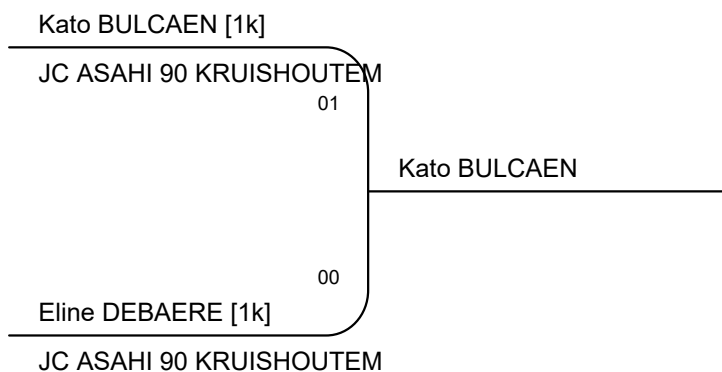 Kato BULCAEN [1k]
JC ASAHI 90 KRUISHOUTEM
01
Kato BULCAEN
00
Eline DEBAERE [1k]
JC ASAHI 90 KRUISHOUTEM